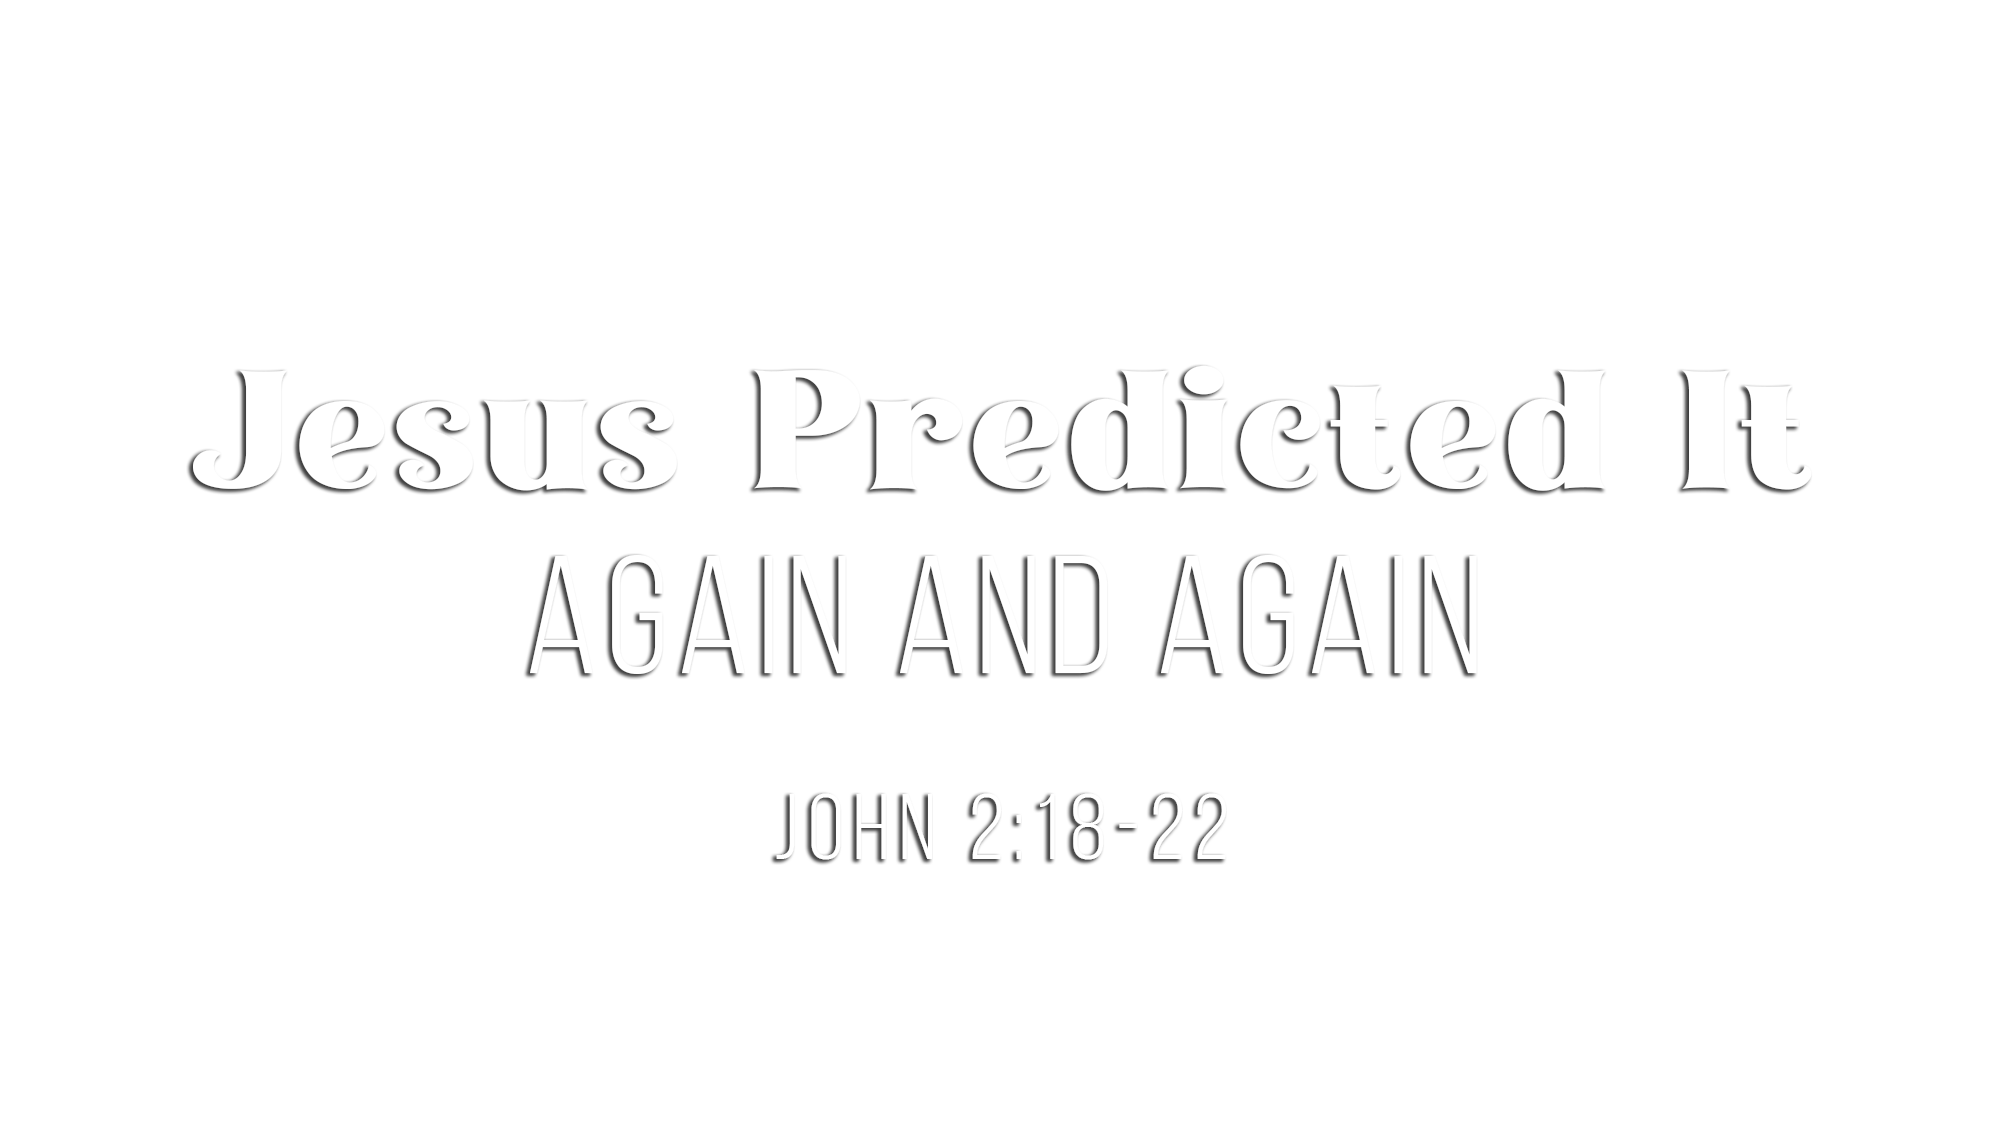 Jesus Predicted It
AGAIN AND AGAIN
JOHN 2:18-22